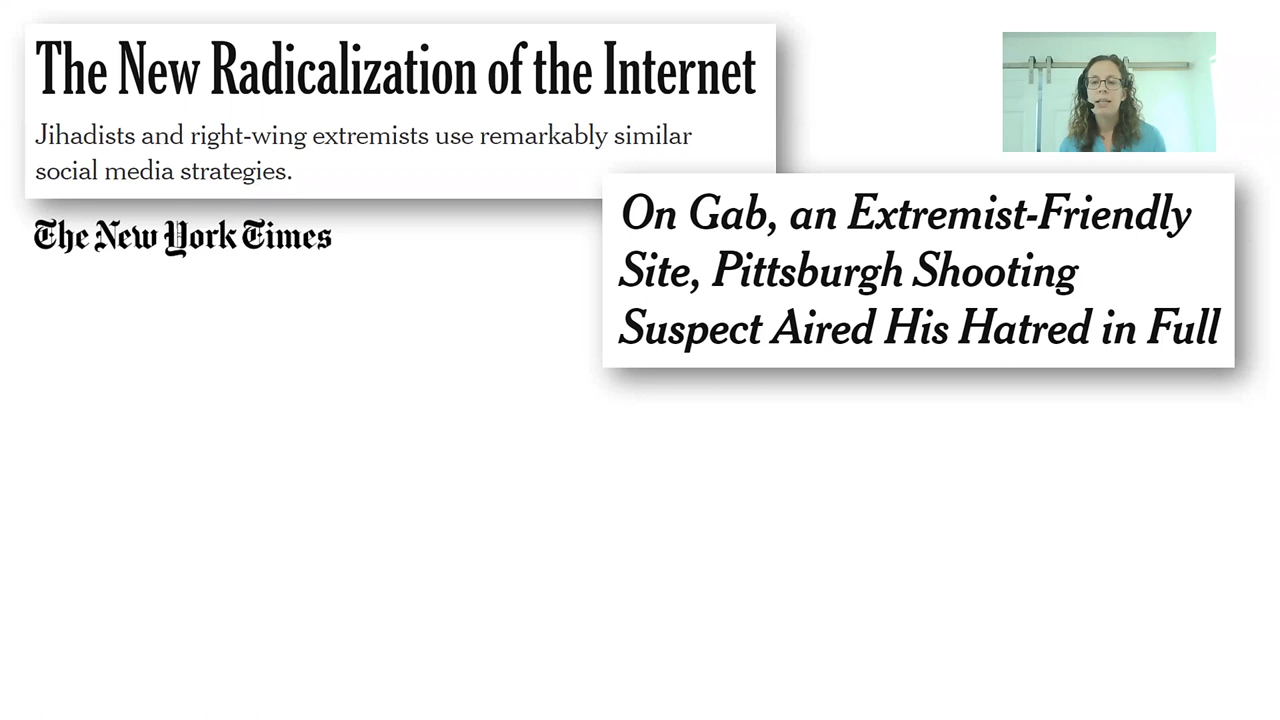 The New Radicalization of the Internet
Jihadists and right-wing extremists use remarkably similar
social media strategies.
The New York Times
On Gab, an Extremist-Friendly
Site, Pittsburgh Shooting
Suspect Aired His Hatred in Full